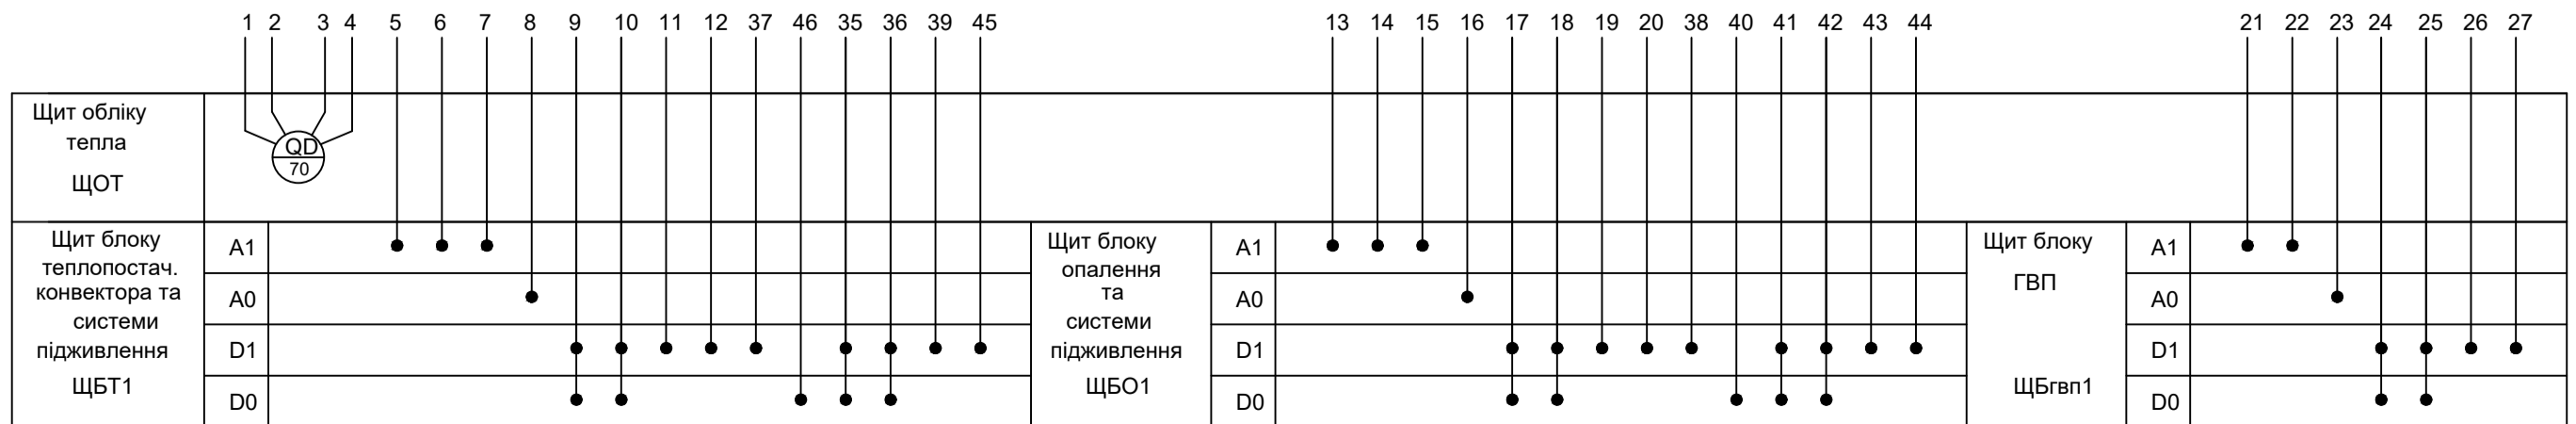 1 2 3 4 5 6 7 8 9 10 11 12 37 46 35 36 39 45 13 14 15 16 17 18 19 20 38 40 41 42 43 44 21 22 23 24 25 26 27
Щит обліку
тепла
ЩОТ
QD
70
Щит блоку
теплопостач.
конвектора та
системи
підживлення
ЩБТ1
A1
A0
D1
D0
Щит блоку
опалення
та
системи
підживлення
ЩБО1
A1
A0
D1
D0
Щит блоку
ГВП
ЩБгвп1
A1
A0
D1
D0